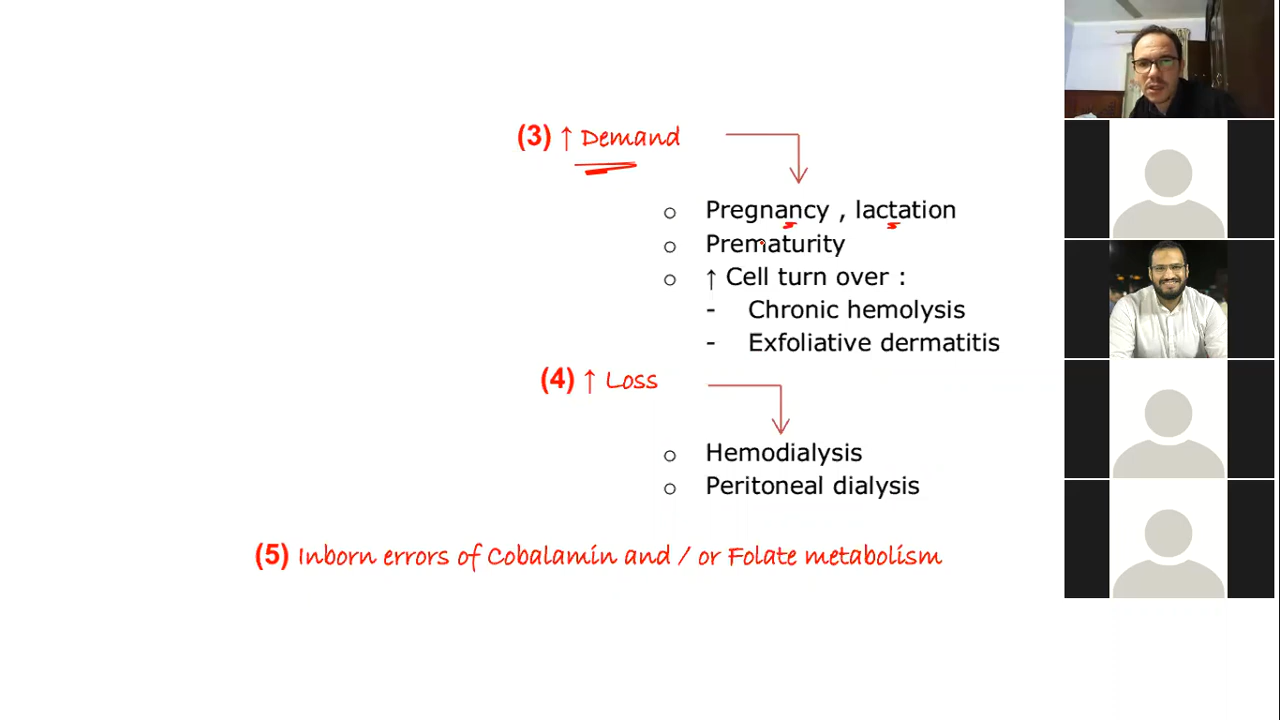 (3) ↑ Demand
o Pregnancy , lactation
o Prematurity
o ↑ Cell turn over :
- Chronic hemolysis
- Exfoliative dermatitis
(4) ↑ Loss
o Hemodialysis
o Peritoneal dialysis
(5) Inborn errors of Cobalamin and / or Folate metabolism